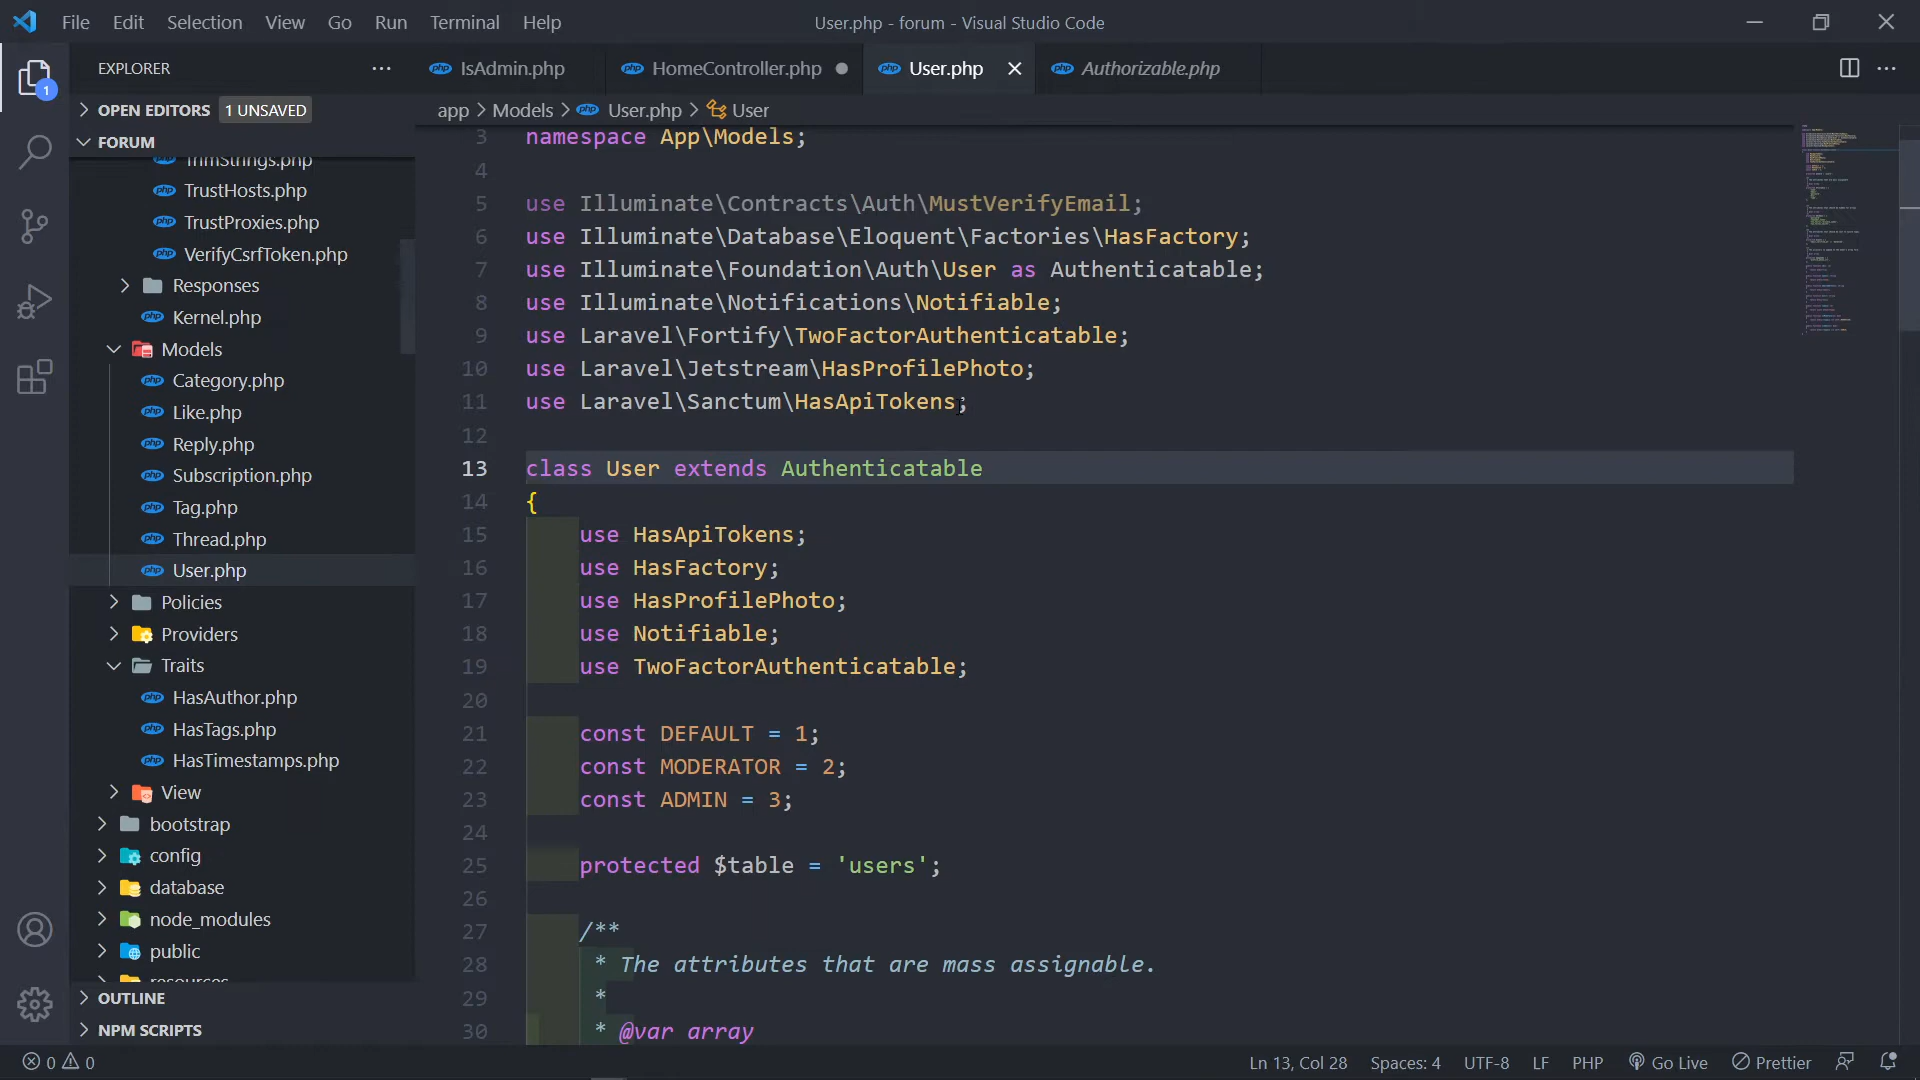 File Edit Selection View Go Run Terminal Help
User.php - forum - Visual Studio Code
EXPLORER
IsAdmin.php
HomeController.php
User.php
Authorizable.php
1
OPEN EDITORS 1 UNSAVED
FORUM
TrimStrings.php
TrustHosts.php
TrustProxies.php
VerifyCsrfToken.php
Responses
Kernel.php
Models
Category.php
Like.php
Reply.php
Subscription.php
Tag.php
Thread.php
User.php
Policies
Providers
Traits
HasAuthor.php
HasTags.php
HasTimestamps.php
View
bootstrap
config
database
node_modules
public
resources
OUTLINE
NPM SCRIPTS
app > Models > User.php > User
3 namespace App\Models;
4
5 use Illuminate\Contracts\Auth\MustVerifyEmail;
6 use Illuminate\Database\Eloquent\Factories\HasFactory;
7 use Illuminate\Foundation\Auth\User as Authenticatable;
8 use Illuminate\Notifications\Notifiable;
9 use Laravel\Fortify\TwoFactorAuthenticatable;
10 use Laravel\Jetstream\HasProfilePhoto;
11 use Laravel\Sanctum\HasApiTokens;
12
13 class User extends Authenticatable
14 {
15 use HasApiTokens;
16 use HasFactory;
17 use HasProfilePhoto;
18 use Notifiable;
19 use TwoFactorAuthenticatable;
20
21 const DEFAULT = 1;
22 const MODERATOR = 2;
23 const ADMIN = 3;
24
25 protected $table = 'users';
26
27 /**
28 * The attributes that are mass assignable.
29 *
30 * @var array
0 0
Ln 13, Col 28 Spaces: 4 UTF-8 LF PHP Go Live Prettier